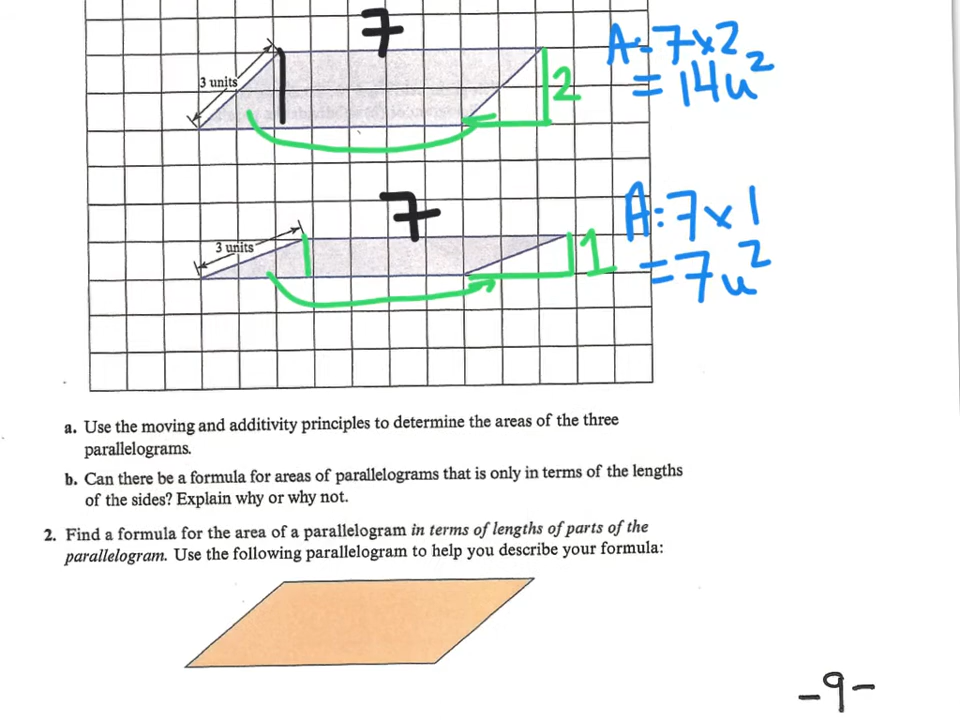 7
A = 7x2
= 14u²
3 units
2
7
A = 7x1
= 7u²
3 units
1
a. Use the moving and additivity principles to determine the areas of the three
parallelograms.
b. Can there be a formula for areas of parallelograms that is only in terms of the lengths
of the sides? Explain why or why not.
2. Find a formula for the area of a parallelogram in terms of lengths of parts of the
parallelogram. Use the following parallelogram to help you describe your formula:
-9-